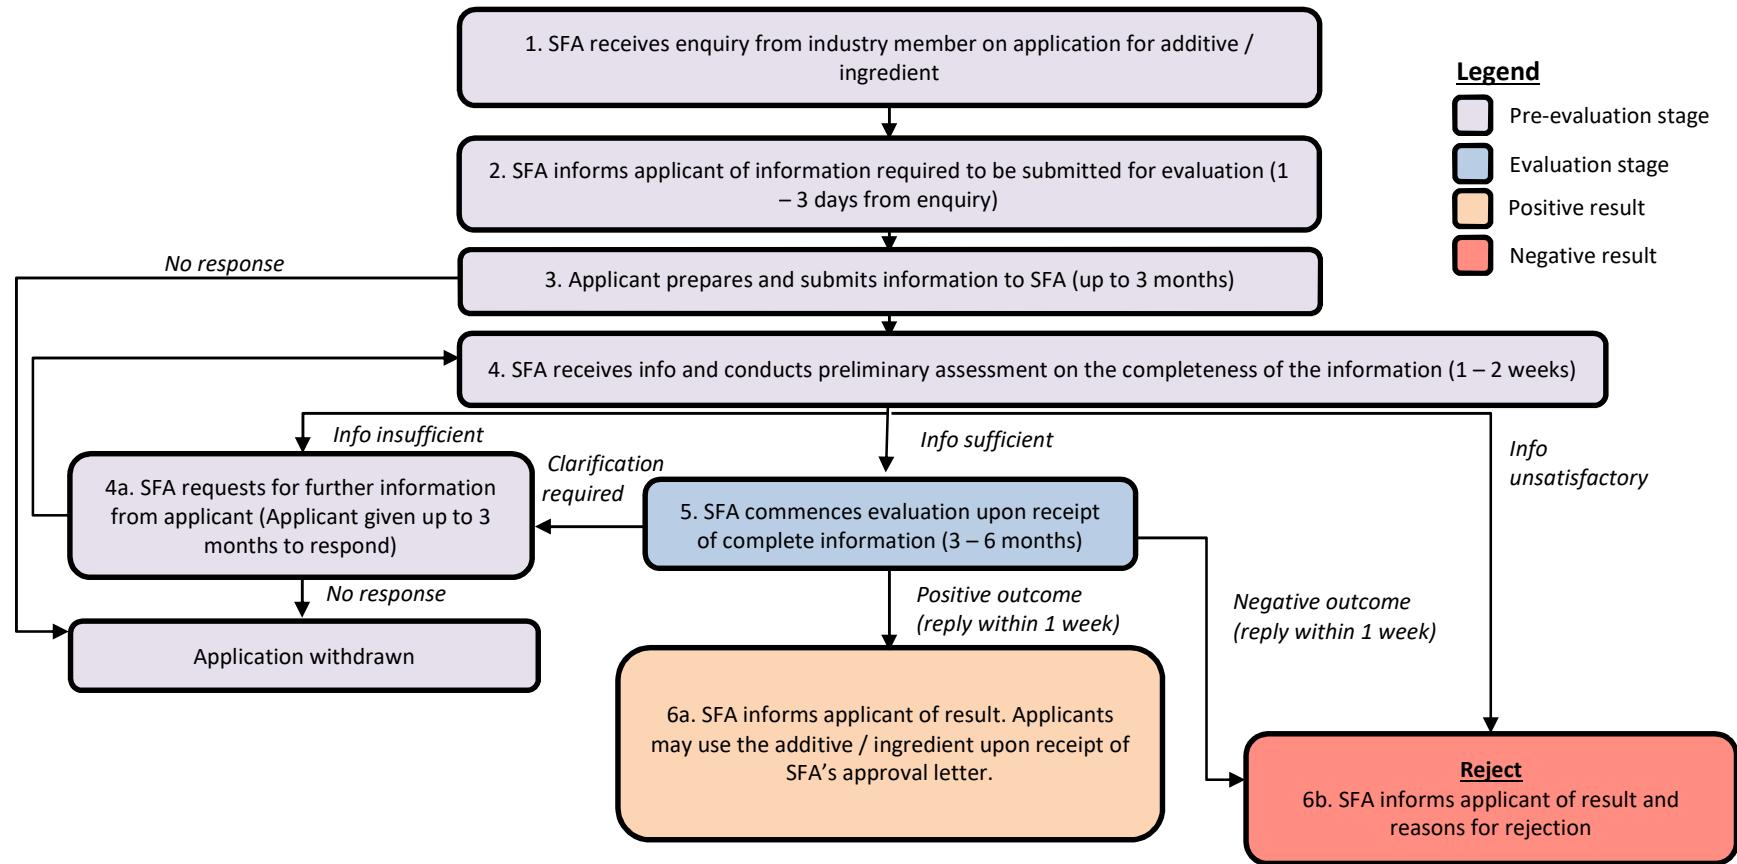 1. SFA receives enquiry from industry member on application for additive /
ingredient
Legend
Pre-evaluation stage
Evaluation stage
Positive result
Negative result
2. SFA informs applicant of information required to be submitted for evaluation (1
– 3 days from enquiry)
No response
3. Applicant prepares and submits information to SFA (up to 3 months)
4. SFA receives info and conducts preliminary assessment on the completeness of the information (1 – 2 weeks)
Info insufficient
Info sufficient
Info
unsatisfactory
4a. SFA requests for further information
from applicant (Applicant given up to 3
months to respond)
Clarification
required
5. SFA commences evaluation upon receipt
of complete information (3 – 6 months)
No response
Application withdrawn
Positive outcome
(reply within 1 week)
Negative outcome
(reply within 1 week)
6a. SFA informs applicant of result. Applicants
may use the additive / ingredient upon receipt of
SFA’s approval letter.
Reject
6b. SFA informs applicant of result and
reasons for rejection